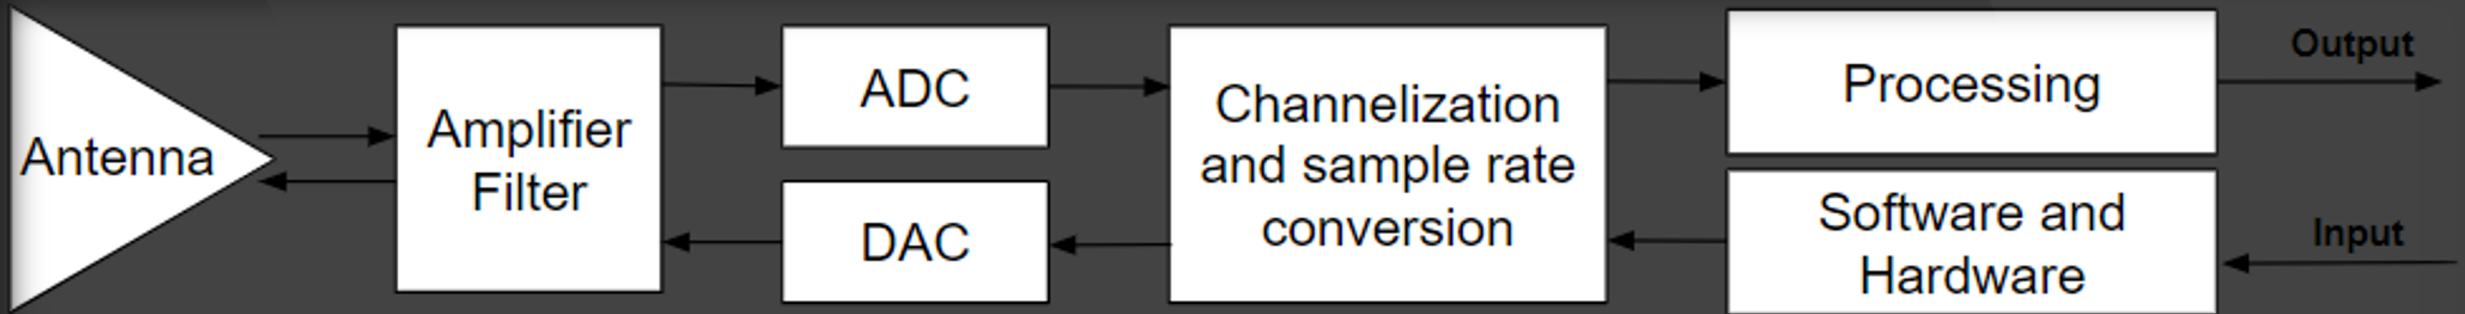 Antenna
Amplifier
Filter
ADC
DAC
Channelization
and sample rate
conversion
Processing
Software and
Hardware
Output
Input